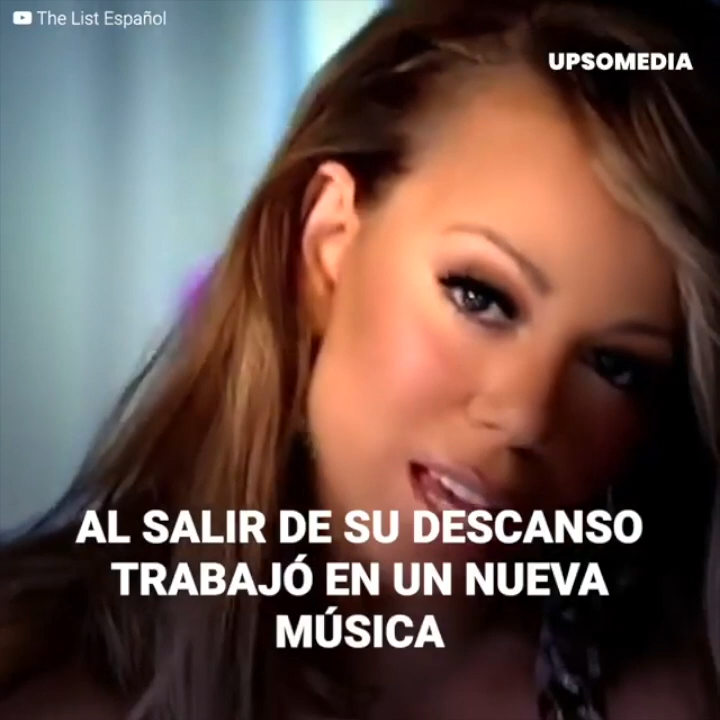 The List Español
UPSOMEDIA
AL SALIR DE SU DESCANSO
TRABAJÓ EN UN NUEVA
MÚSICA